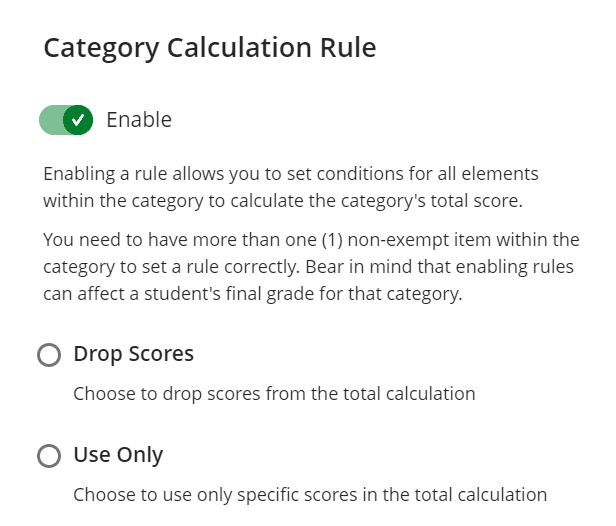 Category Calculation Rule
Enable
Enabling a rule allows you to set conditions for all elements
within the category to calculate the category's total score.
You need to have more than one (1) non-exempt item within the
category to set a rule correctly. Bear in mind that enabling rules
can affect a student's final grade for that category.
Drop Scores
Choose to drop scores from the total calculation
Use Only
Choose to use only specific scores in the total calculation